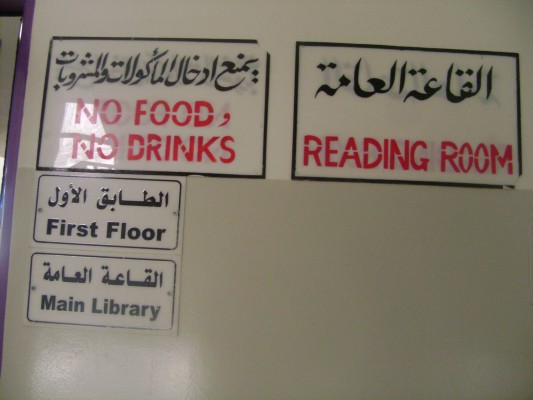 يمنع ادخال المأكولات والمشروبات
NO FOOD و
NO DRINKS
القاعة العامة
READING ROOM
الطابق الأول
First Floor
القاعة العامة
Main Library